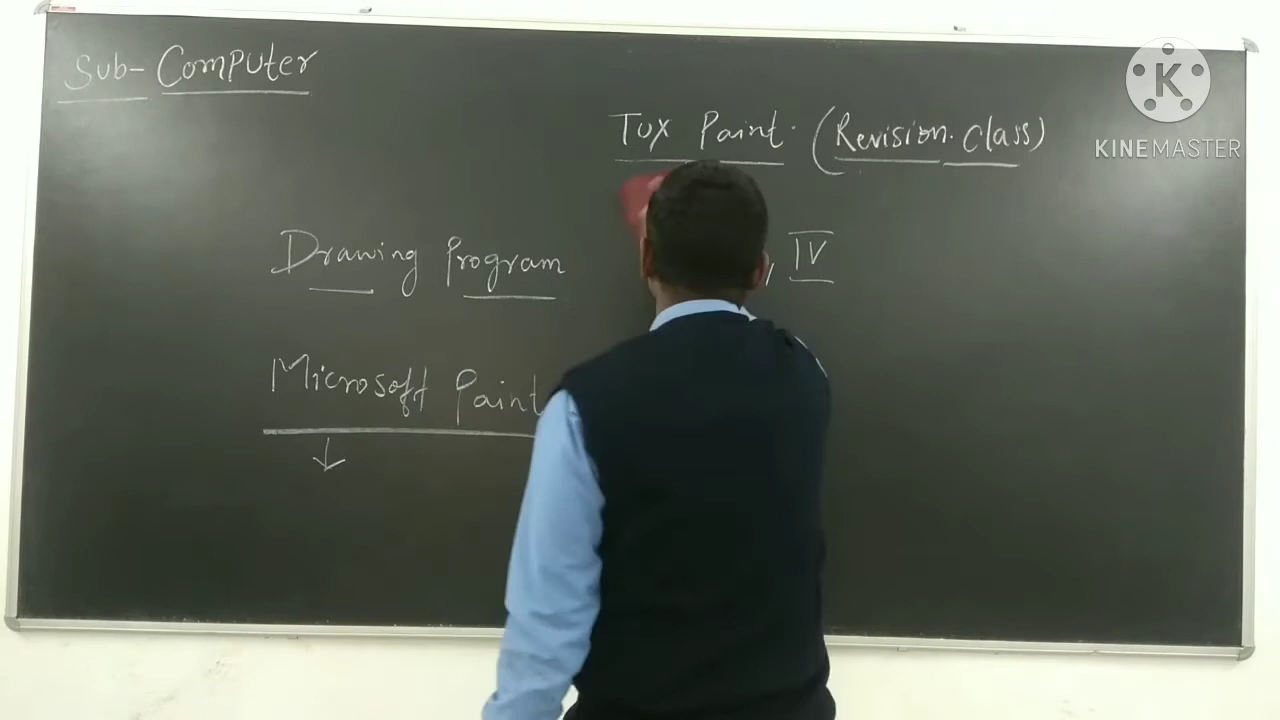 Sub- Computer
Tux Paint. (Revision. Class)
Drawing Program
, IV
Microsoft Paint
K
KINEMASTER